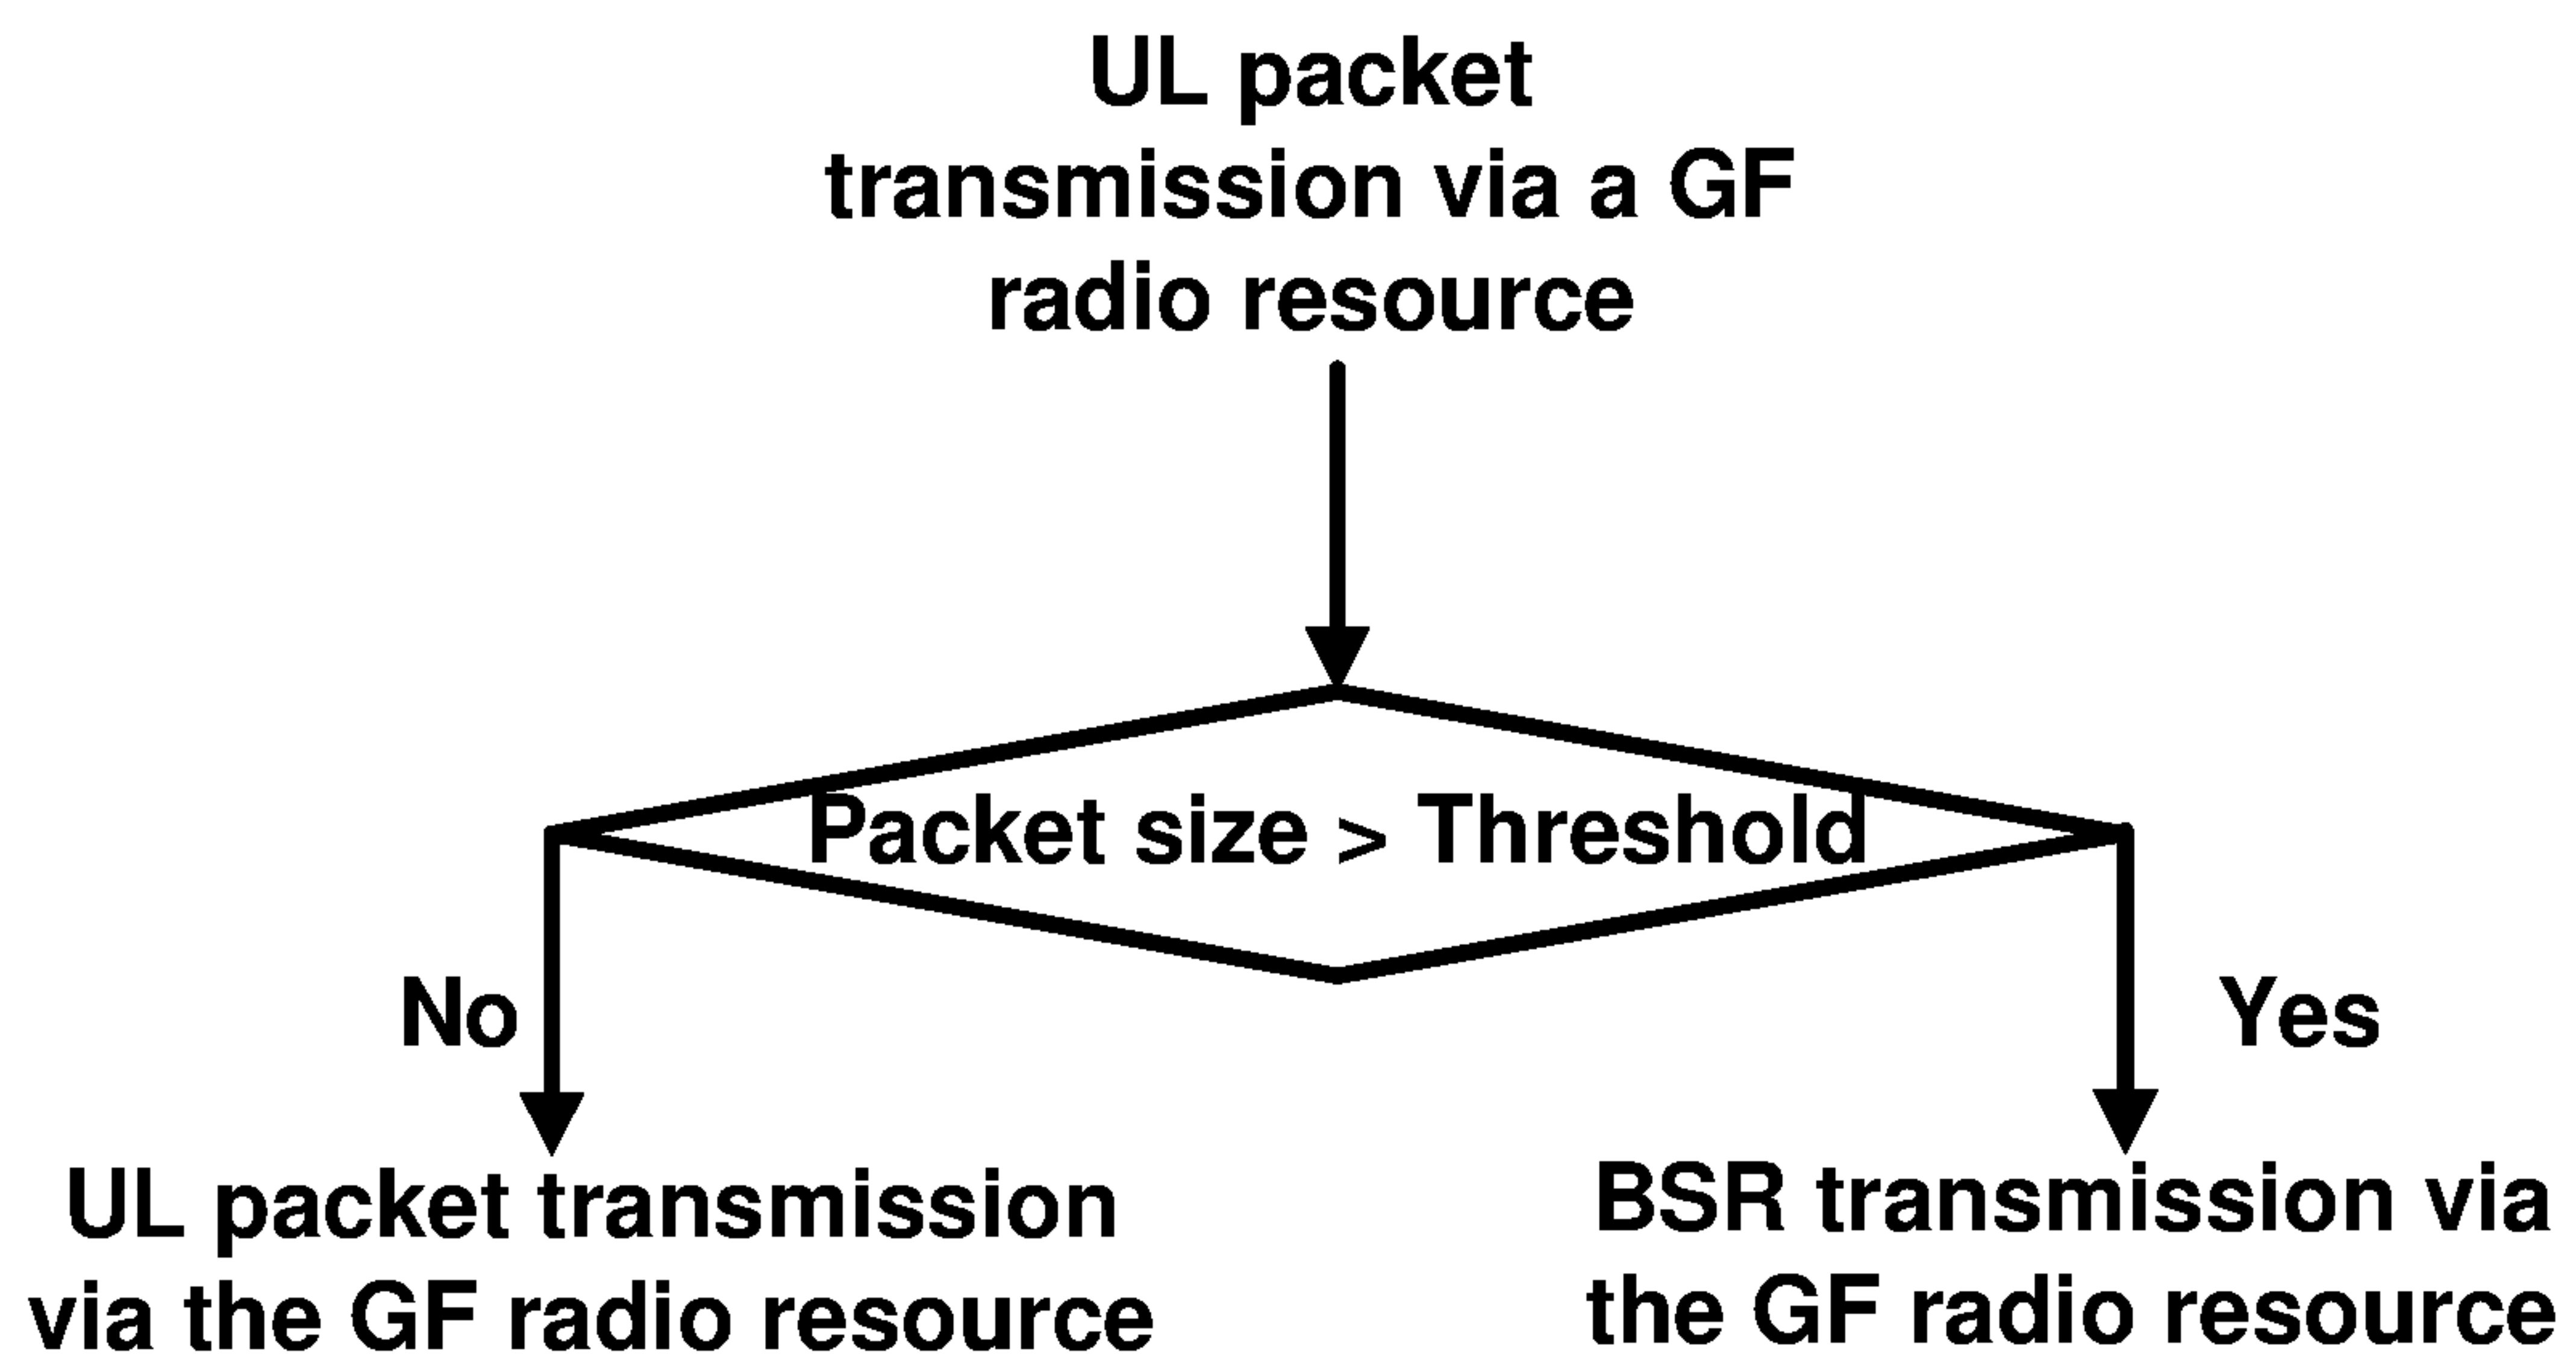 UL packet
transmission via a GF
radio resource
Packet size > Threshold
No
Yes
UL packet transmission
via the GF radio resource
BSR transmission via
the GF radio resource